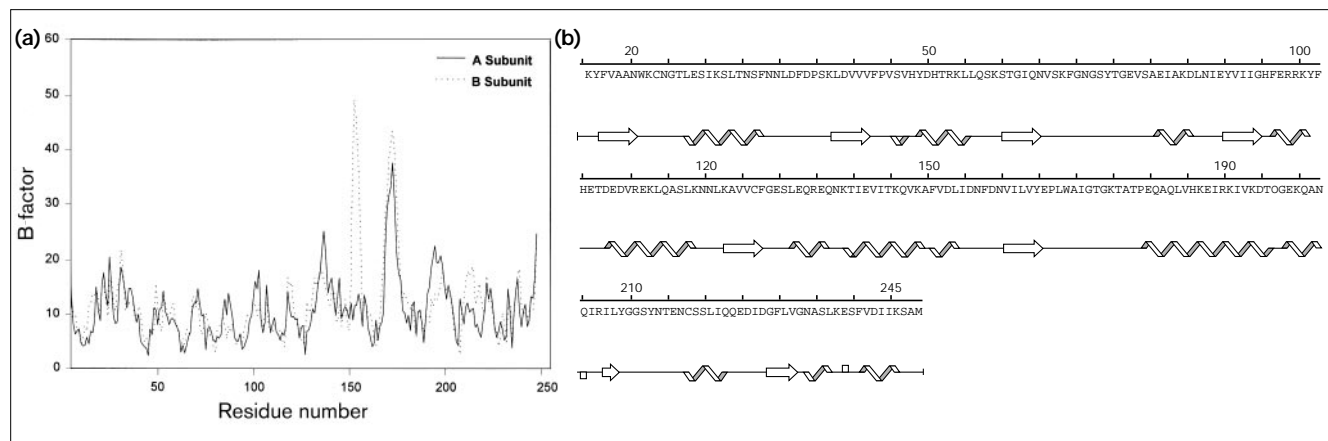 (a)
60
50
40
30
20
10
0
B-factor
A Subunit
B Subunit
50 100 150 200 250
Residue number
(b)
20 50 100
KYFVAANWKCNGTLESIKSLTNSFNNLDFDPSKLDVVVFPVSVHYDHTRKLLQSKSTGIQNVSKFGNGSYTGEVSAEIAKDLNIEYVIIGHFERRKYF
120 150 190
HETDEDVREKLQASLKNNLKAVVCFGESLEQREQNKTIEVITKQVKAFVDLIDNFDNVILVYEPLWAIGTGKTATPEQAQLVHKEIRKIVKDTOGEKQAN
210 245
QIRILYGGSYNTENCSSLIQQEDIDGFLVGNASLKESFVDIIKSAM